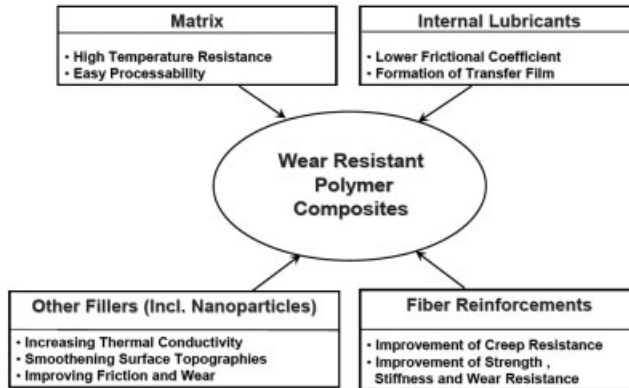 Matrix
• High Temperature Resistance
• Easy Processability
Internal Lubricants
• Lower Frictional Coefficient
• Formation of Transfer Film
Wear Resistant
Polymer
Composites
Other Fillers (Incl. Nanoparticles)
• Increasing Thermal Conductivity
• Smoothening Surface Topographies
• Improving Friction and Wear
Fiber Reinforcements
• Improvement of Creep Resistance
• Improvement of Strength ,
Stiffness and Wear Resistance